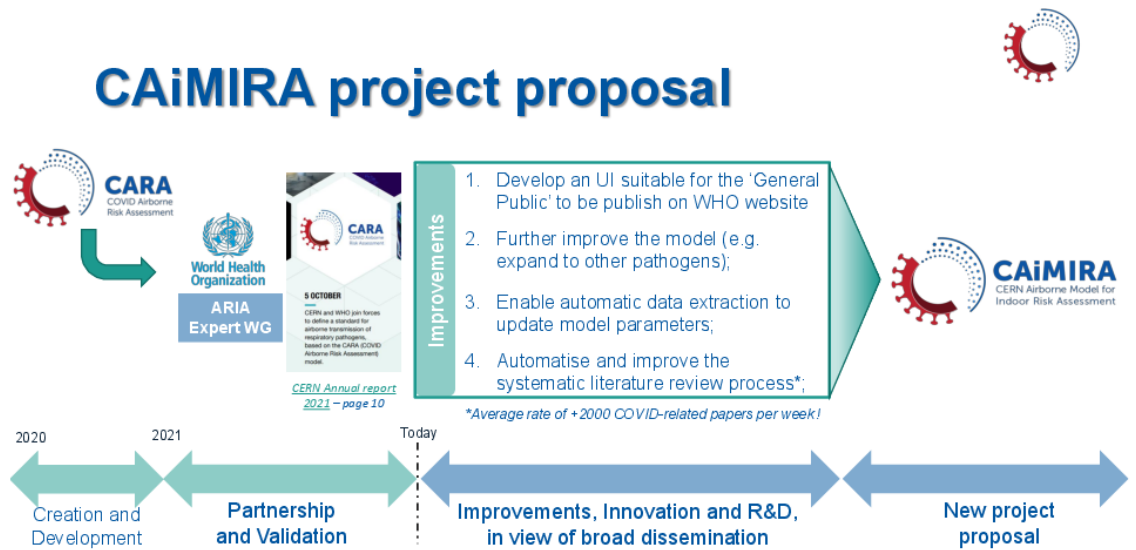 CAiMIRA project proposal
CARA
COVID Airborne
Risk Assessment
World Health
Organization
ARIA
Expert WG
CARA
COVID Airborne
Risk Assessment
5 OCTOBER
CERN and WHO join forces
to define a standard for
airborne transmission of
respiratory pathogens,
based on the CARA (COVID
Airborne Risk Assessment)
model.
CERN Annual report
2021 – page 10
Improvements
1. Develop an UI suitable for the ‘General
Public’ to be publish on WHO website
2. Further improve the model (e.g.
expand to other pathogens);
3. Enable automatic data extraction to
update model parameters;
4. Automatise and improve the
systematic literature review process*;
*Average rate of +2000 COVID-related papers per week!
CAiMIRA
CERN Airborne Model for
Indoor Risk Assessment
2020
2021
Today
Creation and
Development
Partnership
and Validation
Improvements, Innovation and R&D,
in view of broad dissemination
New project
proposal